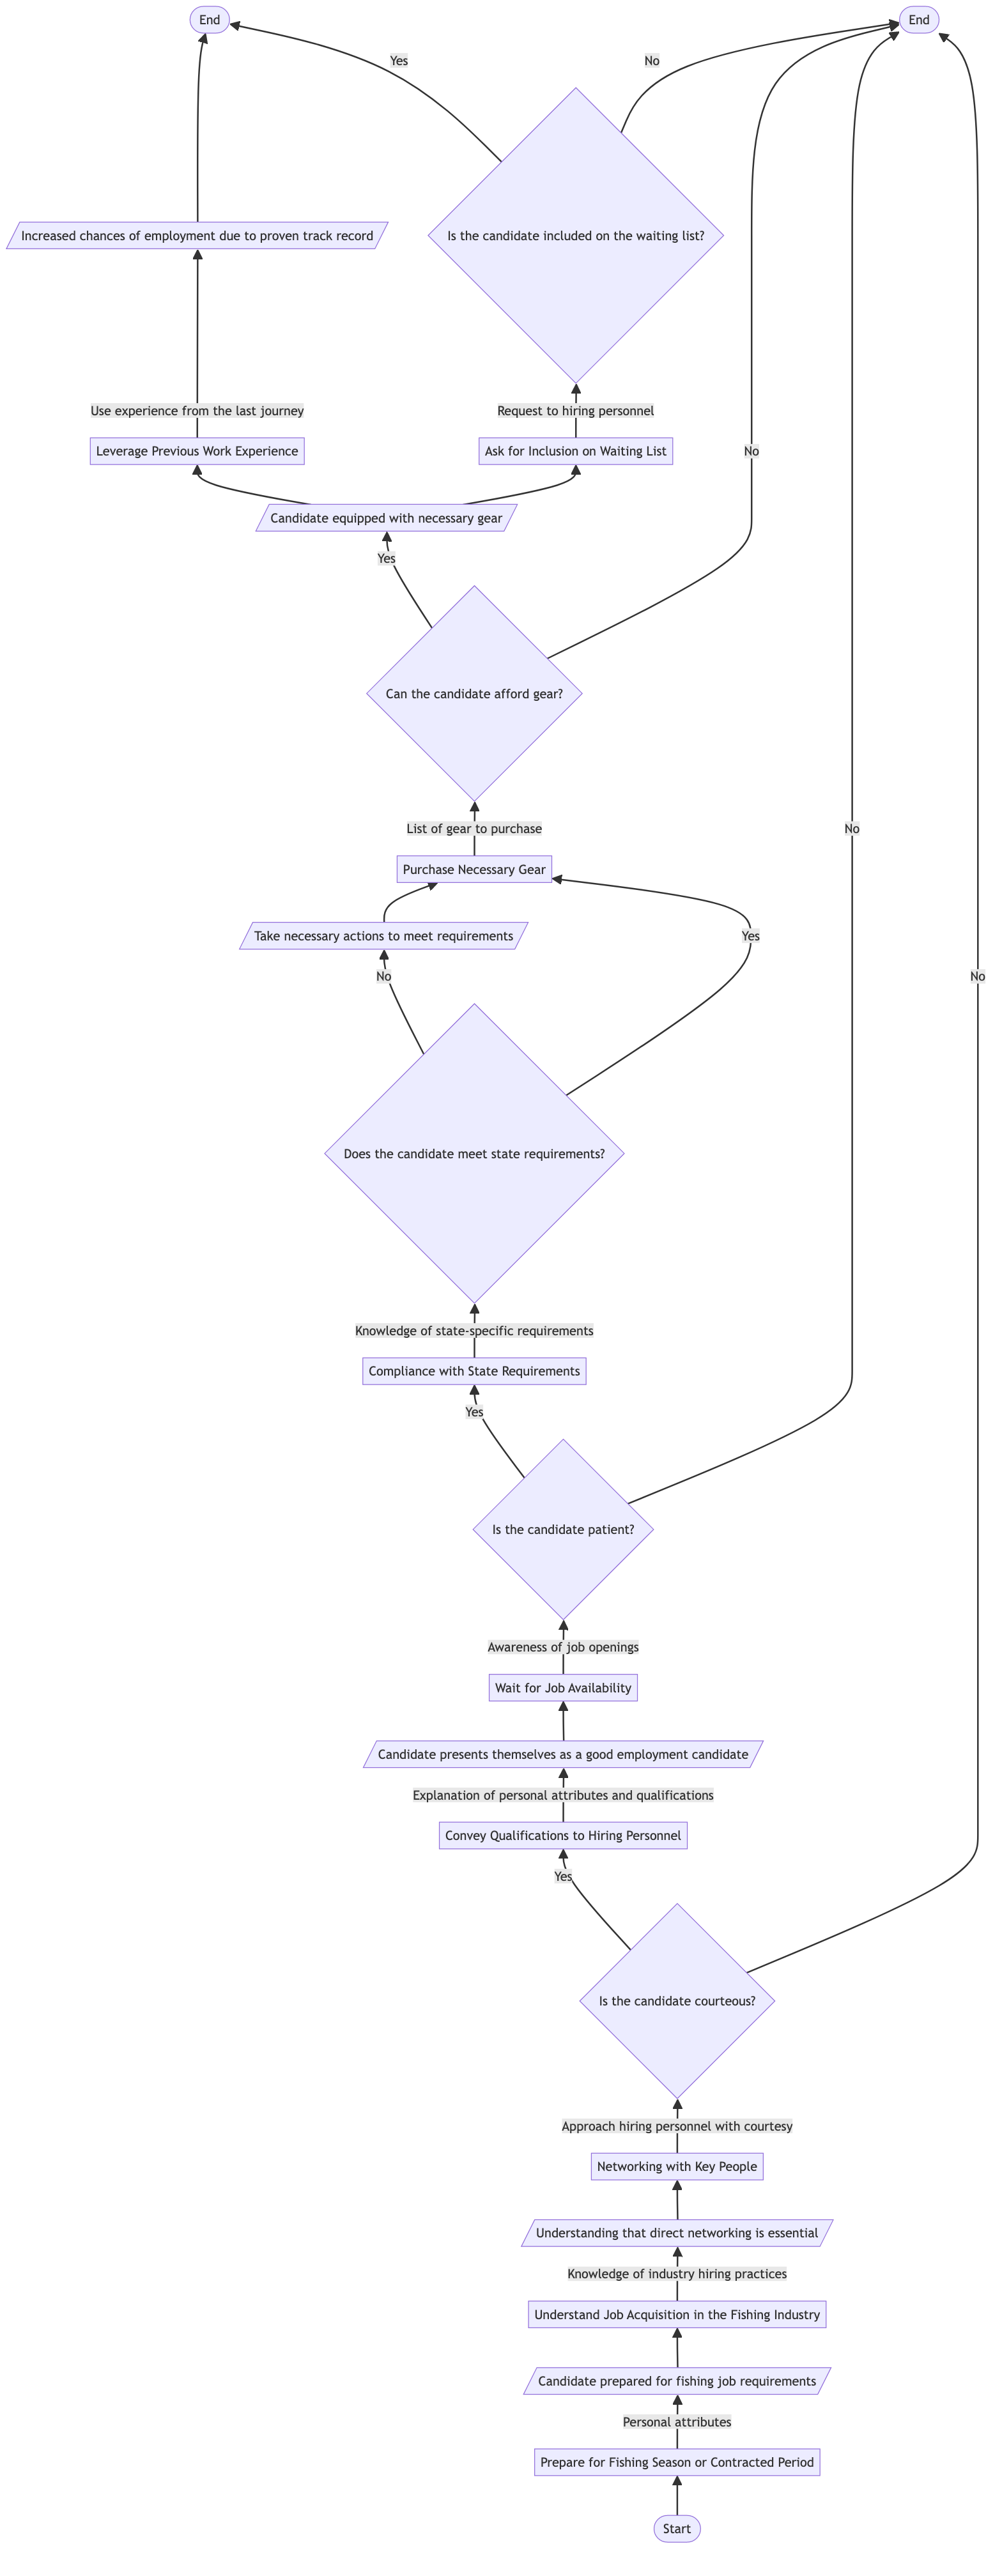 End
End
Yes
No
Increased chances of employment due to proven track record
Is the candidate included on the waiting list?
Use experience from the last journey
Request to hiring personnel
Leverage Previous Work Experience
Ask for Inclusion on Waiting List
No
Candidate equipped with necessary gear
Yes
Can the candidate afford gear?
List of gear to purchase
No
Purchase Necessary Gear
Take necessary actions to meet requirements
Yes
No
No
Does the candidate meet state requirements?
Knowledge of state-specific requirements
Compliance with State Requirements
Yes
Is the candidate patient?
Awareness of job openings
Wait for Job Availability
Candidate presents themselves as a good employment candidate
Explanation of personal attributes and qualifications
Convey Qualifications to Hiring Personnel
Yes
Is the candidate courteous?
Approach hiring personnel with courtesy
Networking with Key People
Understanding that direct networking is essential
Knowledge of industry hiring practices
Understand Job Acquisition in the Fishing Industry
Candidate prepared for fishing job requirements
Personal attributes
Prepare for Fishing Season or Contracted Period
Start